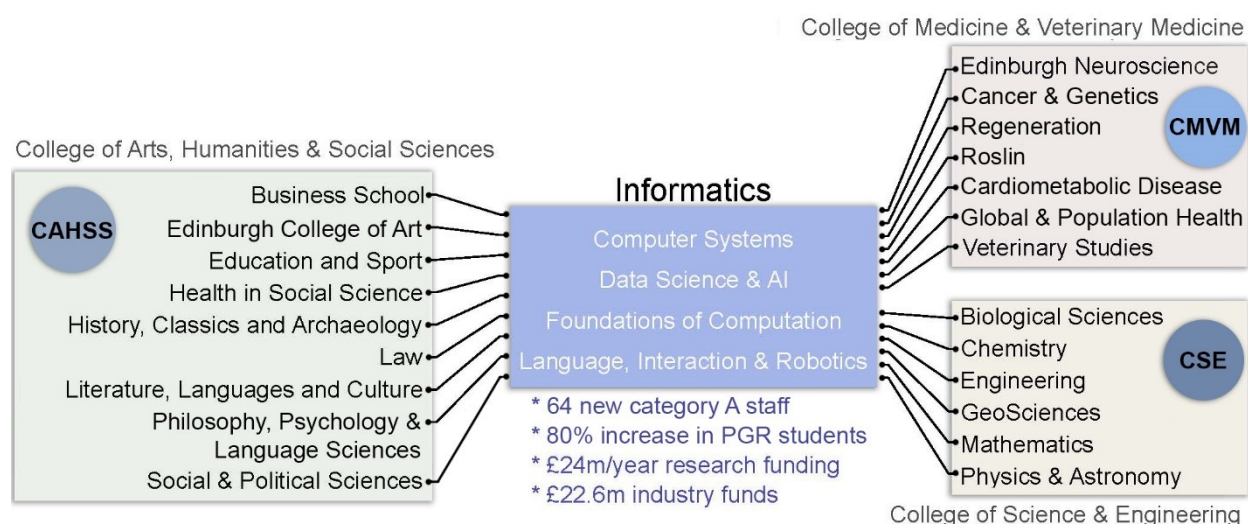 College of Medicine & Veterinary Medicine
Edinburgh Neuroscience
Cancer & Genetics
Regeneration
Roslin
Cardiometabolic Disease
Global & Population Health
Veterinary Studies
CMVM
College of Arts, Humanities & Social Sciences
CAHSS
Business School
Edinburgh College of Art
Education and Sport
Health in Social Science
History, Classics and Archaeology
Law
Literature, Languages and Culture
Philosophy, Psychology &
Language Sciences
Social & Political Sciences
Informatics
Computer Systems
Data Science & AI
Foundations of Computation
Language, Interaction & Robotics
* 64 new category A staff
* 80% increase in PGR students
* £24m/year research funding
* £22.6m industry funds
Biological Sciences
Chemistry
Engineering
GeoSciences
Mathematics
Physics & Astronomy
CSE
College of Science & Engineering